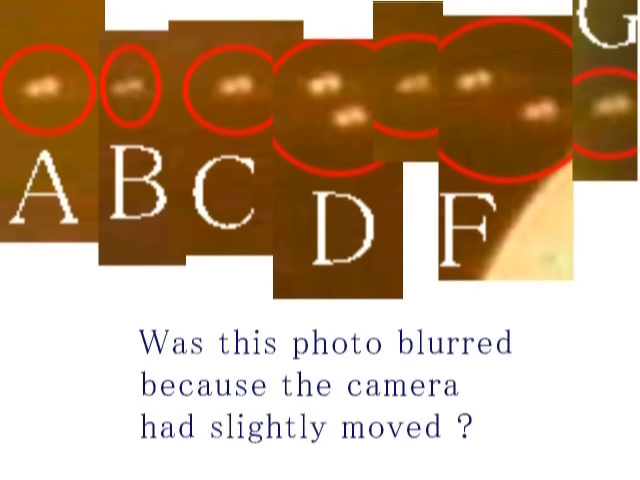 A B C D F G
Was this photo blurred
because the camera
had slightly moved ?